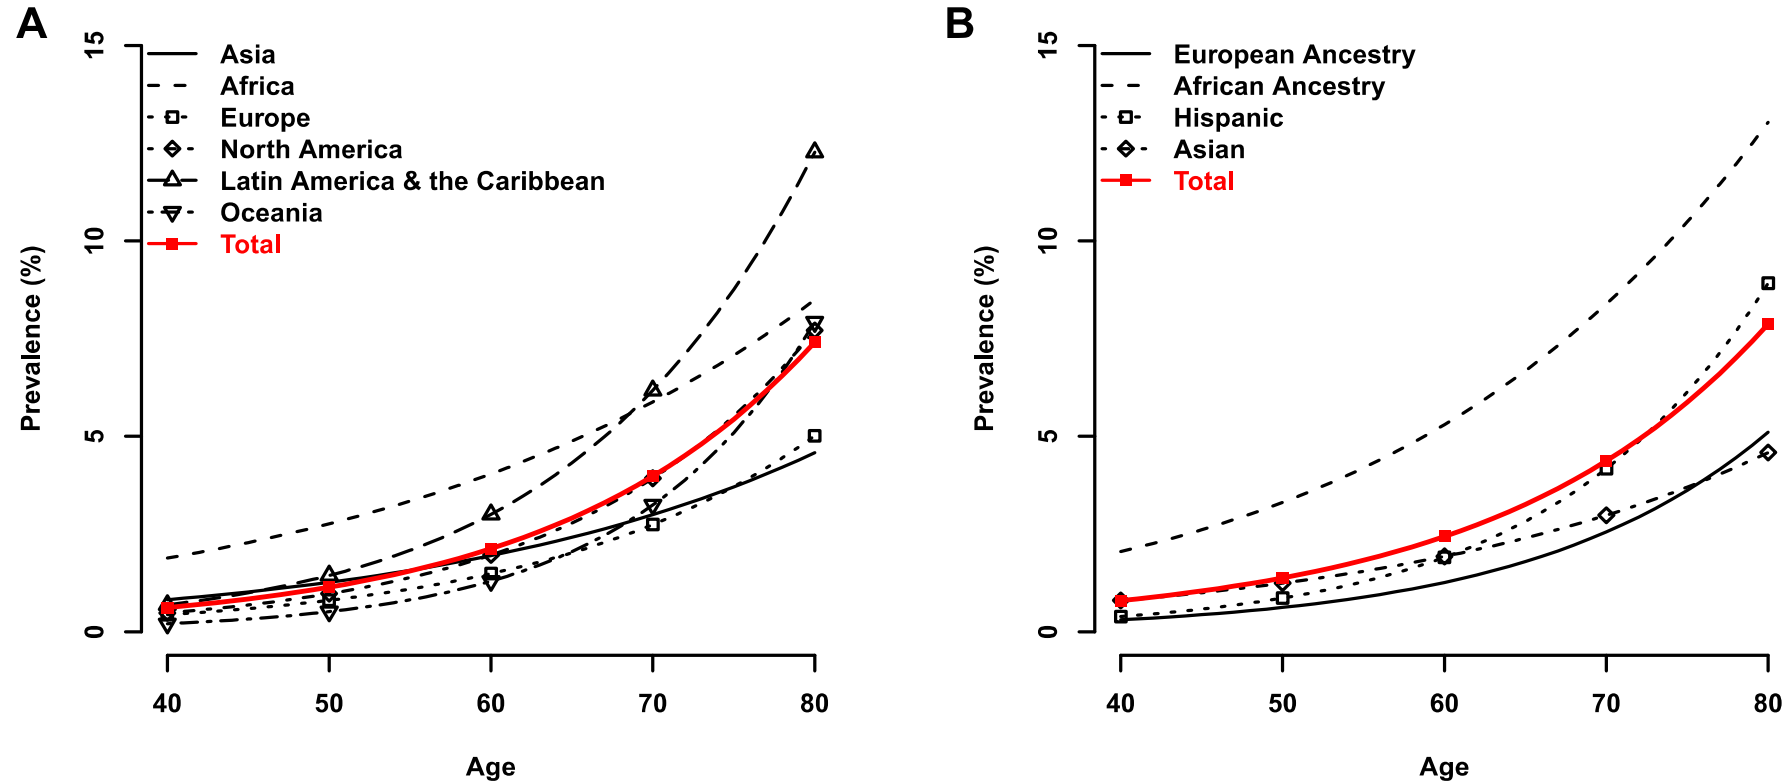 A
Asia
Africa
Europe
North America
Latin America & the Caribbean
Oceania
Total
Prevalence (%)
15
10
5
0
40 50 60 70 80
Age
B
European Ancestry
African Ancestry
Hispanic
Asian
Total
Prevalence (%)
15
10
5
0
40 50 60 70 80
Age